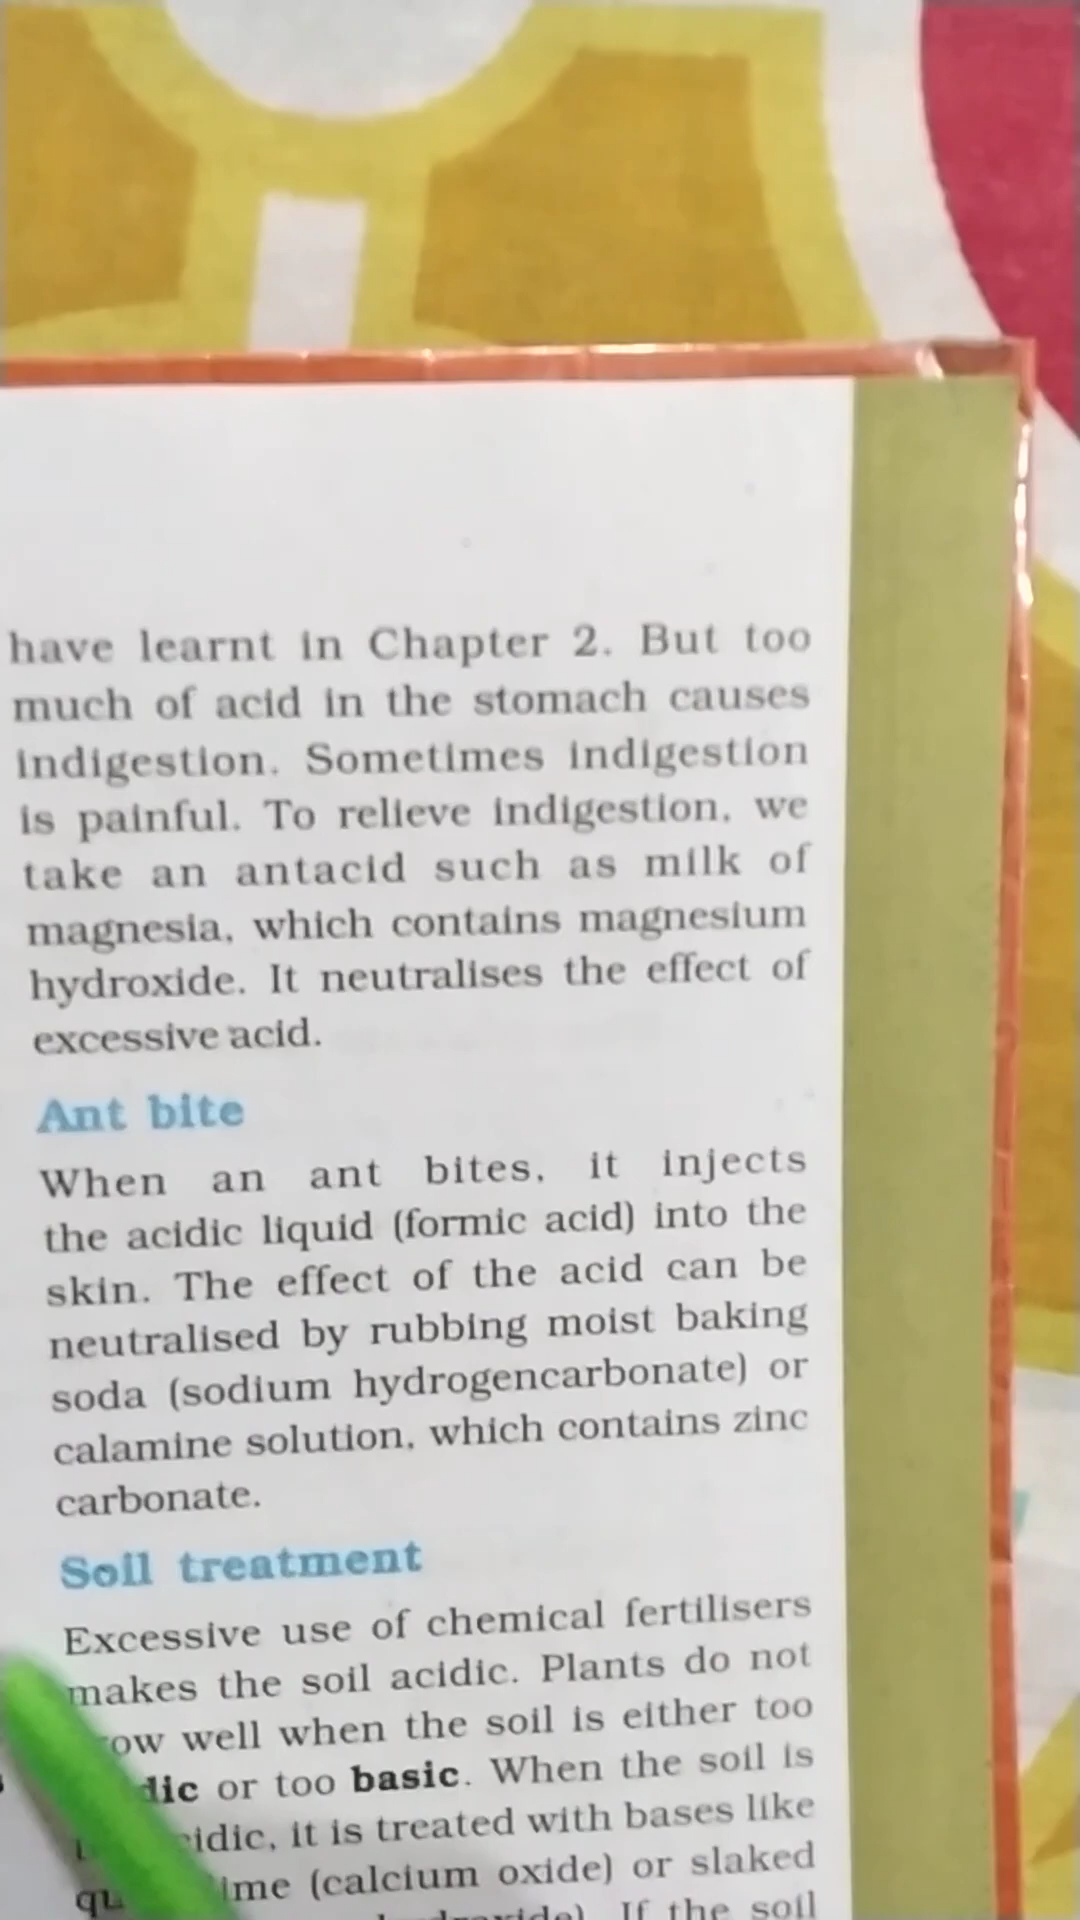 have learnt in Chapter 2. But too
much of acid in the stomach causes
indigestion. Sometimes indigestion
is painful. To relieve indigestion, we
take an antacid such as milk of
magnesia, which contains magnesium
hydroxide. It neutralises the effect of
excessive acid.
Ant bite
When an ant bites, it injects
the acidic liquid (formic acid) into the
skin. The effect of the acid can be
neutralised by rubbing moist baking
soda (sodium hydrogencarbonate) or
calamine solution, which contains zinc
carbonate.
Soil treatment
Excessive use of chemical fertilisers
makes the soil acidic. Plants do not
well when the soil is either too
or too basic. When the soil is
it is treated with bases like
(calcium oxide) or slaked
If the soil